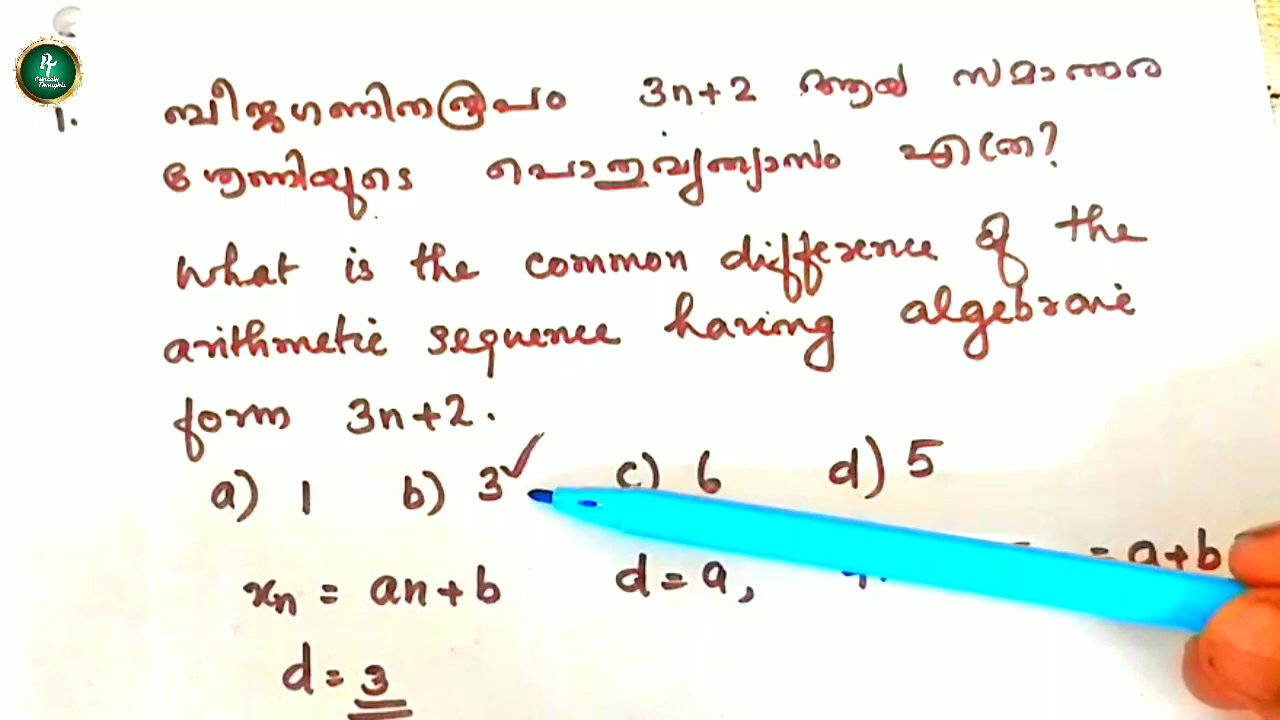 1. ബീജഗണിതരൂപം 3n+2 ആയ സമാന്തര
ശ്രേണിയുടെ പൊതുവ്യത്യാസം എത്ര?
What is the common difference of the
arithmetic sequence having algebraic
form 3n+2.
a) 1 b) 3 ✓ c) 6 d) 5
xn = an+b d = a, = a+b
d = 3